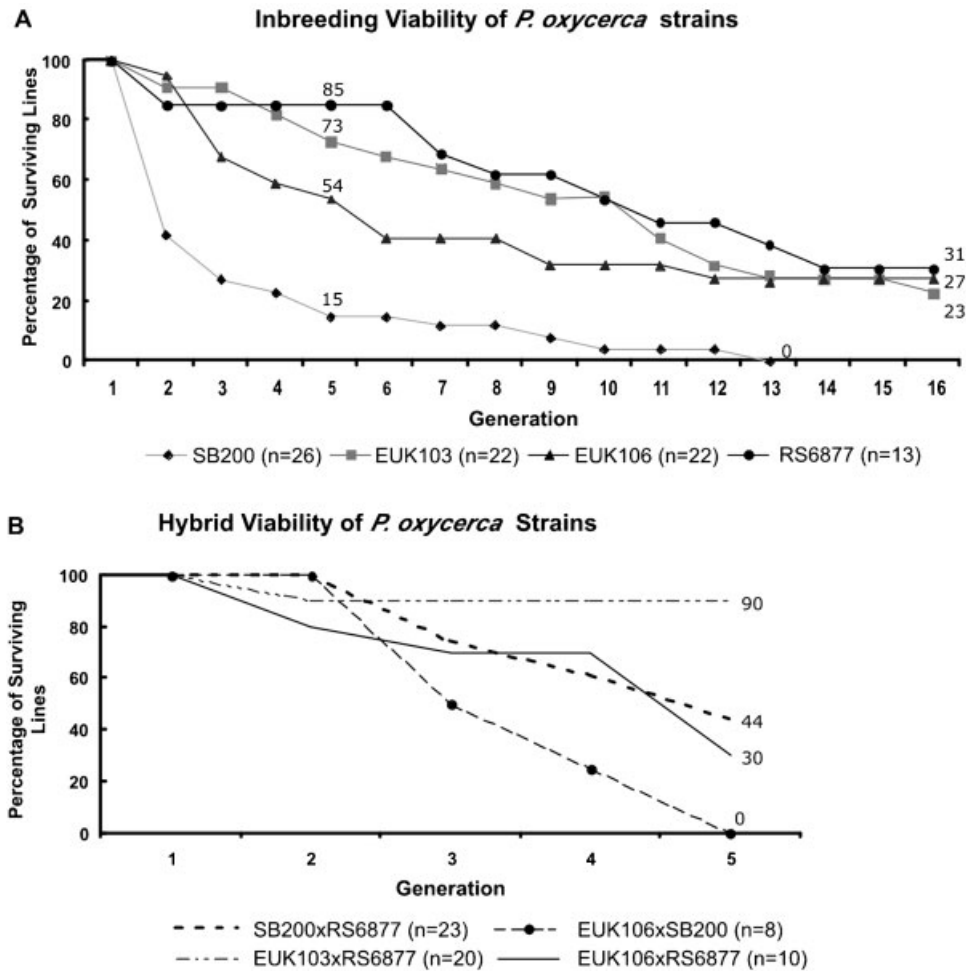 A
Inbreeding Viability of P. oxycerca strains
Percentage of Surviving Lines
100
80
60
40
20
0
85
73
54
15
0
31
27
23
1 2 3 4 5 6 7 8 9 10 11 12 13 14 15 16
Generation
SB200 (n=26) EUK103 (n=22) EUK106 (n=22) RS6877 (n=13)
B
Hybrid Viability of P. oxycerca Strains
Percentage of Surviving
Lines
100
80
60
40
20
0
90
44
30
0
1 2 3 4 5
Generation
SB200xRS6877 (n=23) EUK106xSB200 (n=8)
EUK103xRS6877 (n=20) EUK106xRS6877 (n=10)